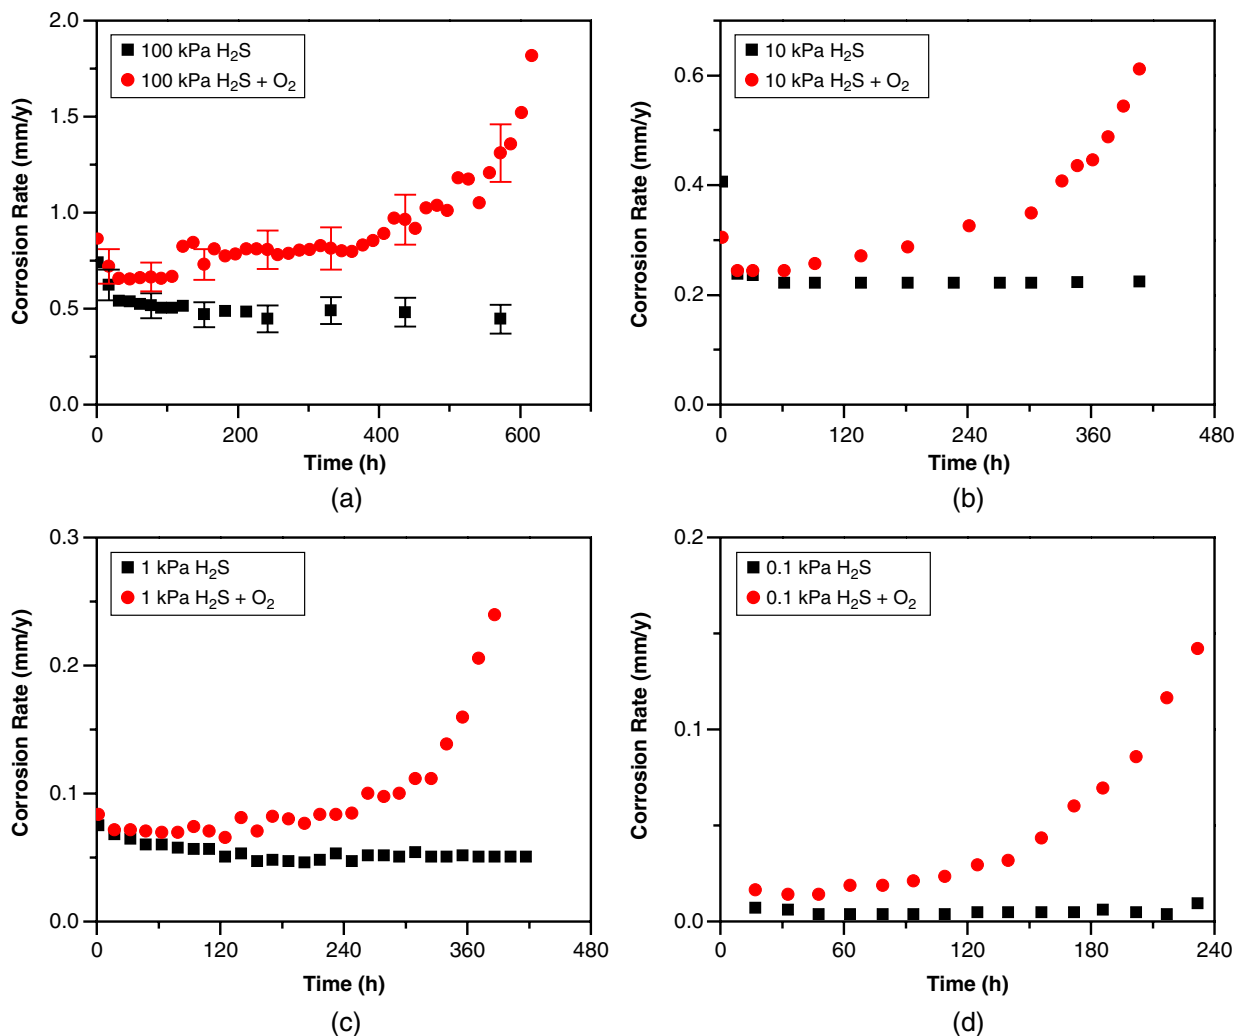 2.0
1.5
1.0
0.5
0.0
Corrosion Rate (mm/y)
100 kPa H₂S
100 kPa H₂S + O₂
0 200 400 600
Time (h)
(a)
0.6
0.4
0.2
0.0
Corrosion Rate (mm/y)
10 kPa H₂S
10 kPa H₂S + O₂
0 120 240 360 480
Time (h)
(b)
0.3
0.2
0.1
0.0
Corrosion Rate (mm/y)
1 kPa H₂S
1 kPa H₂S + O₂
0 120 240 360 480
Time (h)
(c)
0.2
0.1
0.0
Corrosion Rate (mm/y)
0.1 kPa H₂S
0.1 kPa H₂S + O₂
0 60 120 180 240
Time (h)
(d)